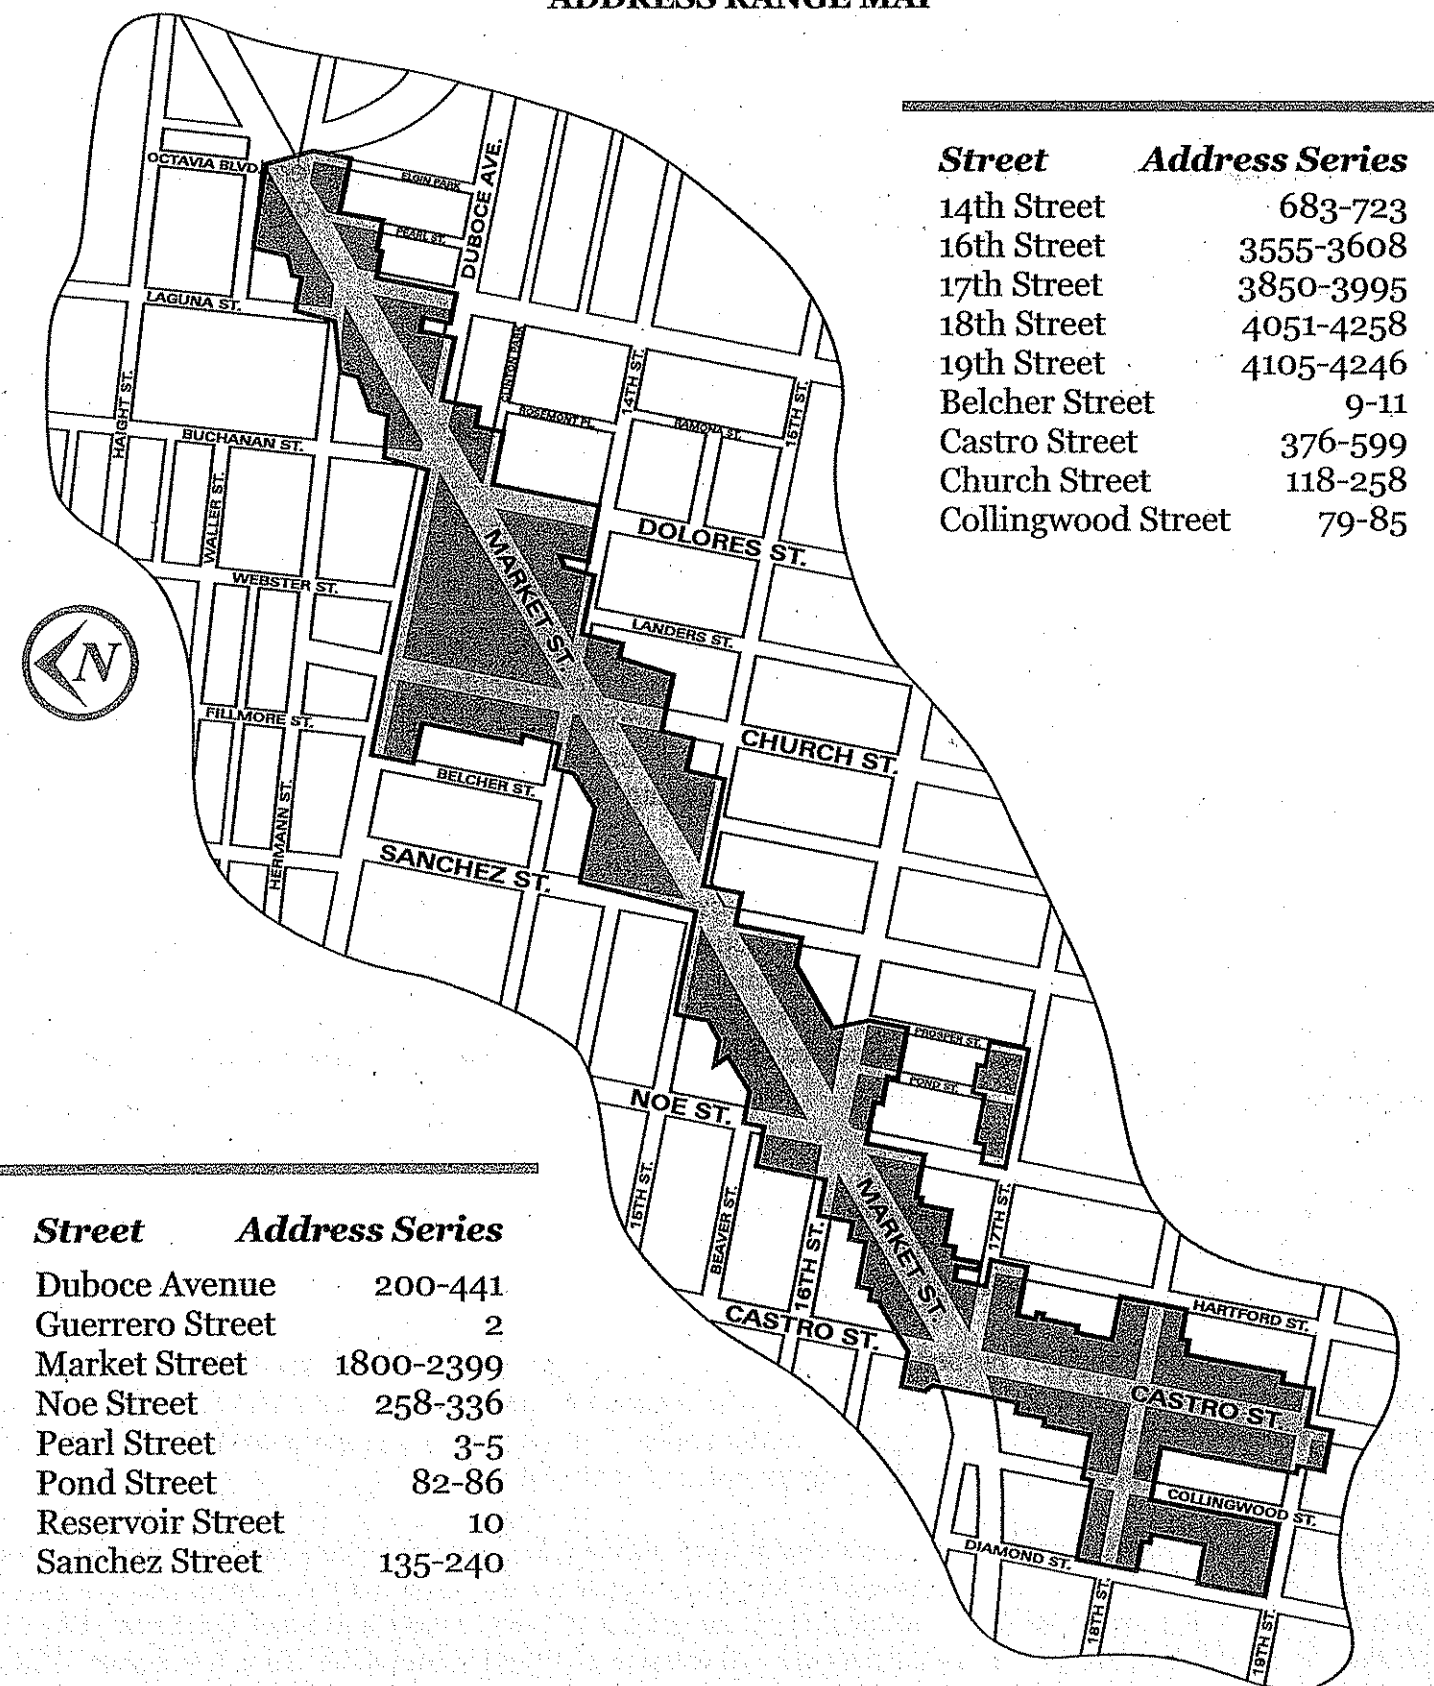 ADDRESS RANGE MAP
Street Address Series
14th Street 683-723
16th Street 3555-3608
17th Street 3850-3995
18th Street 4051-4258
19th Street 4105-4246
Belcher Street 9-11
Castro Street 376-599
Church Street 118-258
Collingwood Street 79-85
OCTAVIA BLVD.
ELGIN PARK
PEARL ST.
DUBOCE AVE.
LAGUNA ST.
HAIGHT ST.
CLINTON PARK
14TH ST.
ROSEMONT PL.
RAMONA ST.
15TH ST.
BUCHANAN ST.
WALLER ST.
MARKET ST.
DOLORES ST.
WEBSTER ST.
LANDERS ST.
N
FILLMORE ST.
CHURCH ST.
BELCHER ST.
HERMANN ST.
SANCHEZ ST.
PROSPER ST.
POND ST.
NOE ST.
15TH ST.
BEAVER ST.
16TH ST.
MARKET ST.
17TH ST.
CASTRO ST.
HARTFORD ST.
CASTRO ST.
COLLINGWOOD ST.
DIAMOND ST.
18TH ST.
19TH ST.
Street Address Series
Duboce Avenue 200-441
Guerrero Street 2
Market Street 1800-2399
Noe Street 258-336
Pearl Street 3-5
Pond Street 82-86
Reservoir Street 10
Sanchez Street 135-240